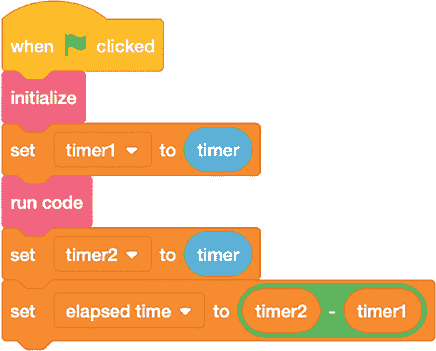 when clicked
initialize
set timer1 to timer
run code
set timer2 to timer
set elapsed time to timer2 - timer1